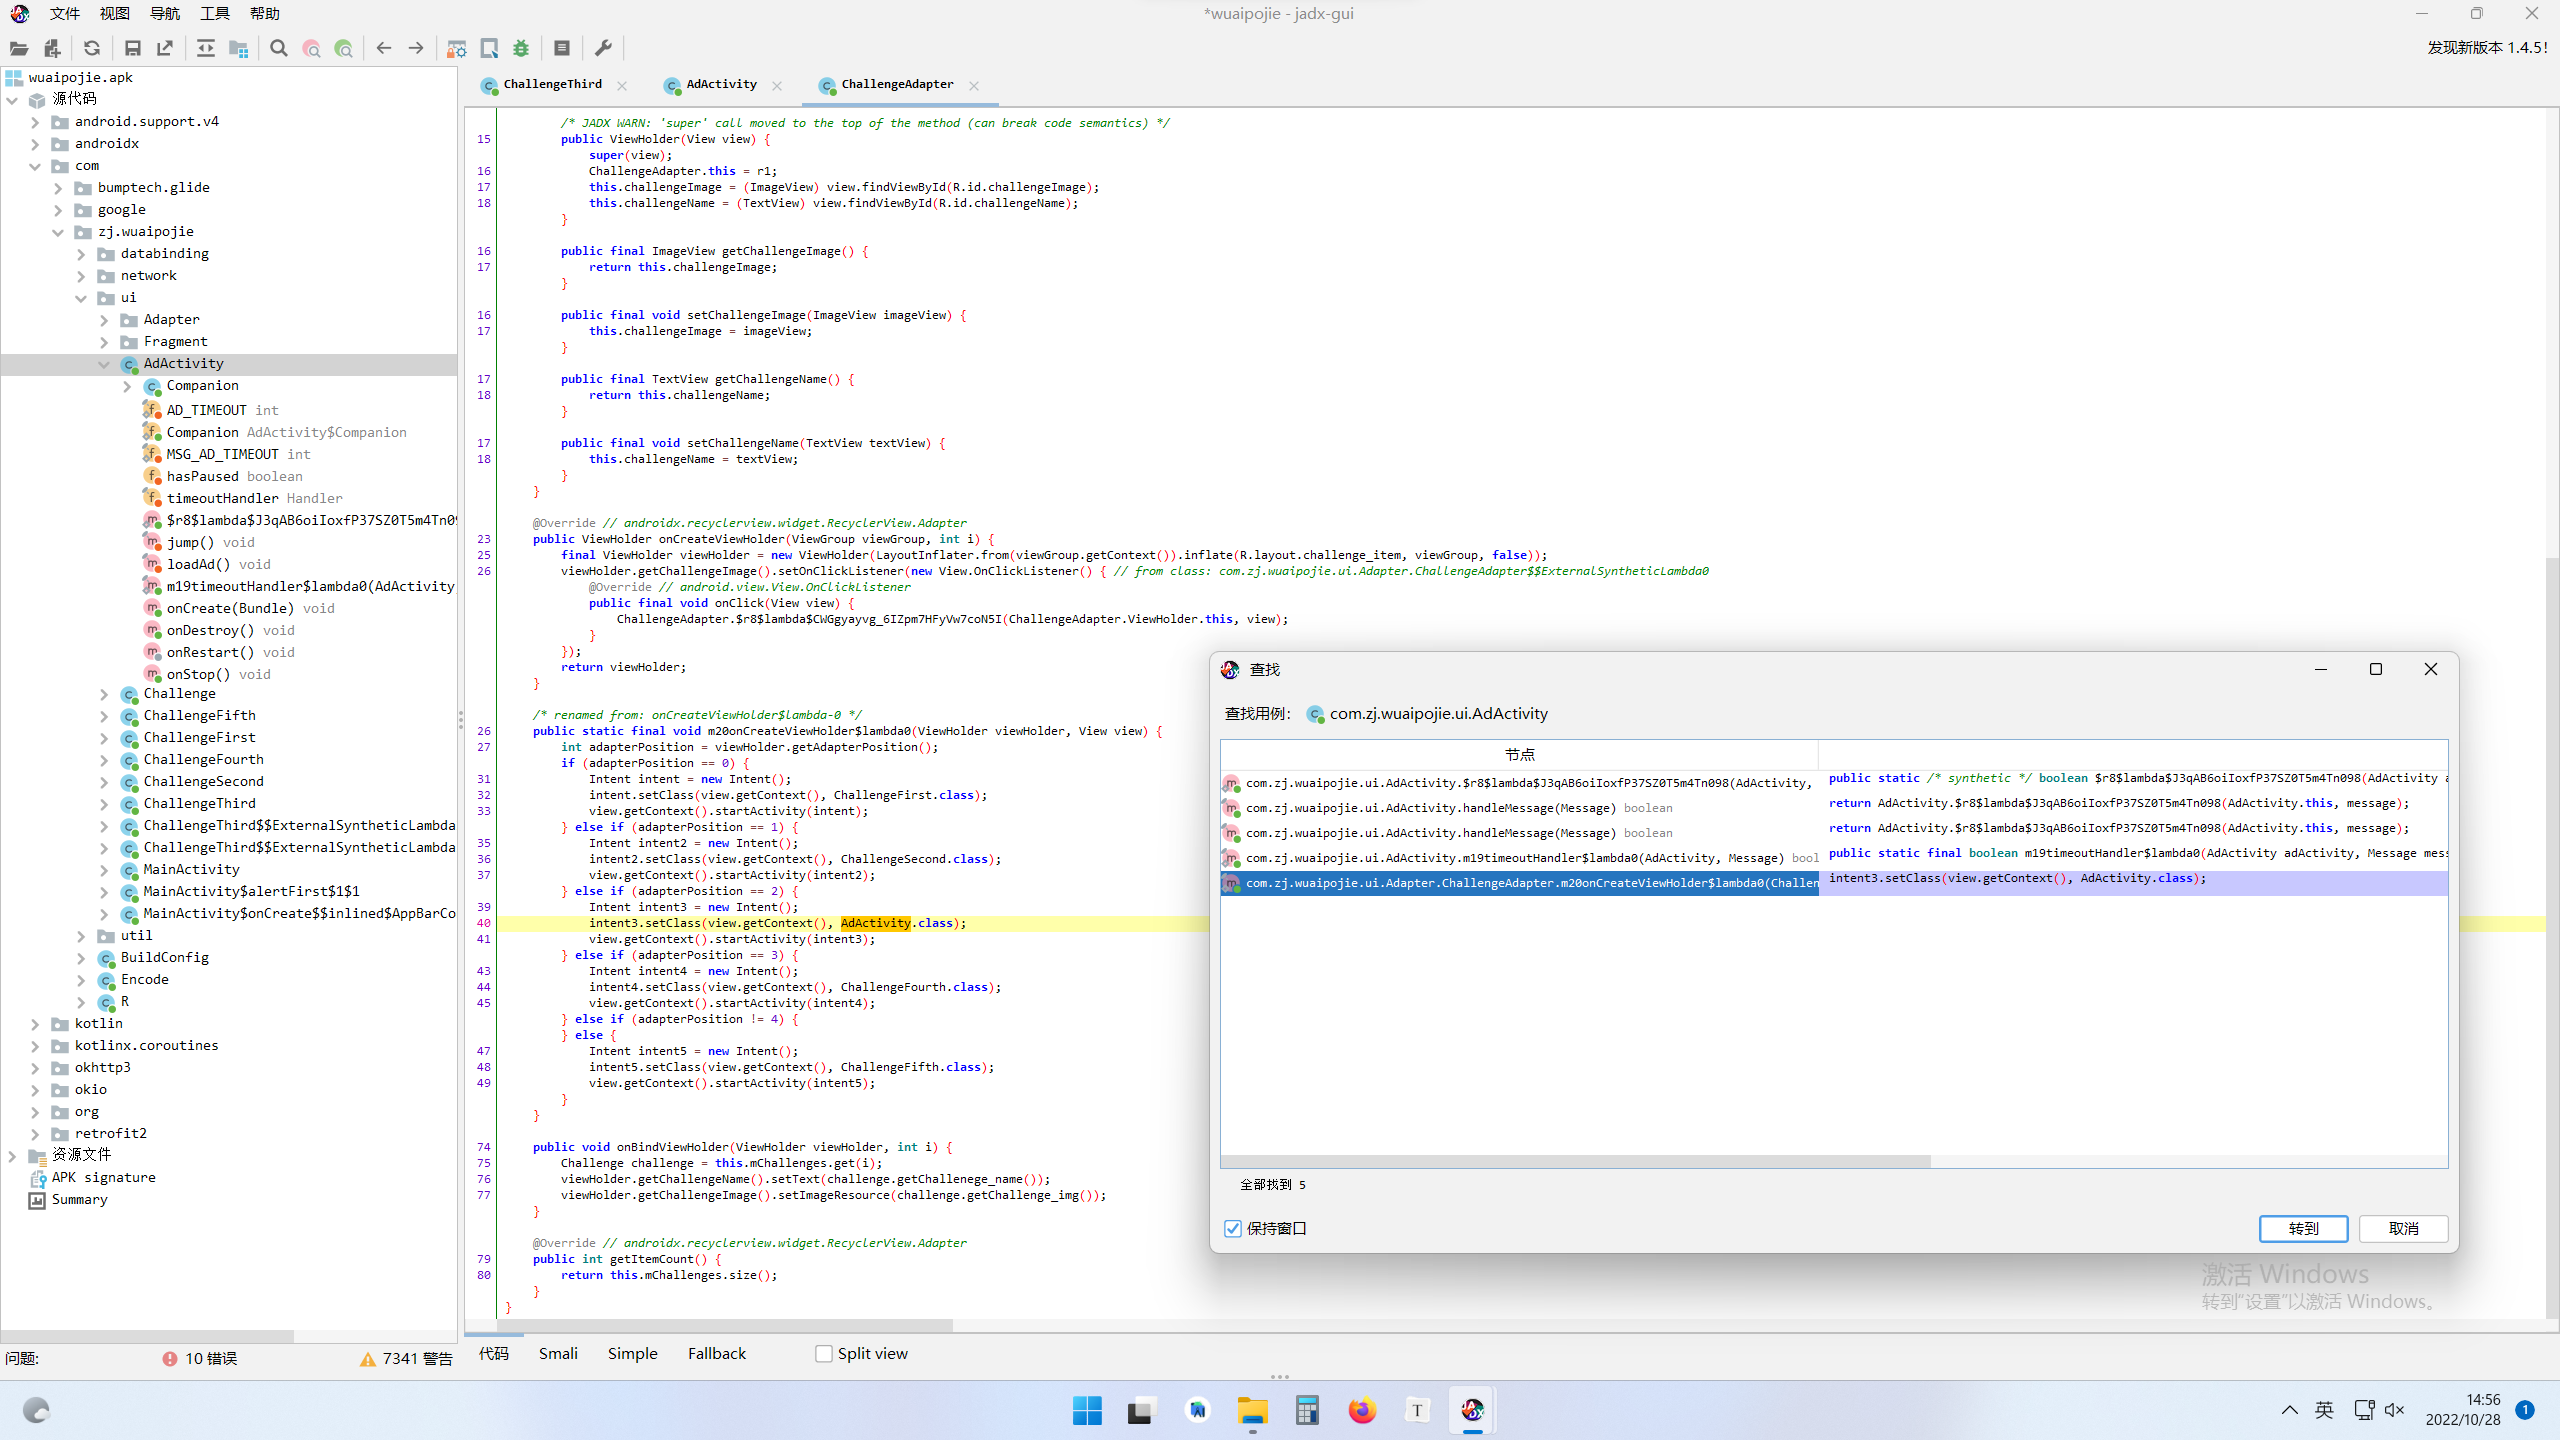 文件 视图 导航 工具 帮助
*wuaipojie - jadx-gui
发现新版本 1.4.5!
wuaipojie.apk
源代码
android.support.v4
androidx
com
bumptech.glide
google
zj.wuaipojie
databinding
network
ui
Adapter
Fragment
AdActivity
Companion
AD_TIMEOUT int
Companion AdActivity$Companion
MSG_AD_TIMEOUT int
hasPaused boolean
timeoutHandler Handler
$r8$lambda$J3qAB6oiIoxfP37SZ0T5m4Tn09
jump() void
loadAd() void
m19timeoutHandler$lambda0(AdActivity
onCreate(Bundle) void
onDestroy() void
onRestart() void
onStop() void
Challenge
ChallengeFifth
ChallengeFirst
ChallengeFourth
ChallengeSecond
ChallengeThird
ChallengeThird$$ExternalSyntheticLambda
ChallengeThird$$ExternalSyntheticLambda
MainActivity
MainActivity$alertFirst$1$1
MainActivity$onCreate$$inlined$AppBarCo
util
BuildConfig
Encode
R
kotlin
kotlinx.coroutines
okhttp3
okio
org
retrofit2
资源文件
APK signature
Summary
问题: 10 错误 7341 警告
ChallengeThird AdActivity ChallengeAdapter
/* JADX WARN: 'super' call moved to the top of the method (can break code semantics) */
15 public ViewHolder(View view) {
super(view);
16 ChallengeAdapter.this = r1;
17 this.challengeImage = (ImageView) view.findViewById(R.id.challengeImage);
18 this.challengeName = (TextView) view.findViewById(R.id.challengeName);
}
16 public final ImageView getChallengeImage() {
17 return this.challengeImage;
}
16 public final void setChallengeImage(ImageView imageView) {
17 this.challengeImage = imageView;
}
17 public final TextView getChallengeName() {
18 return this.challengeName;
}
17 public final void setChallengeName(TextView textView) {
18 this.challengeName = textView;
}
}
@Override // androidx.recyclerview.widget.RecyclerView.Adapter
23 public ViewHolder onCreateViewHolder(ViewGroup viewGroup, int i) {
25 final ViewHolder viewHolder = new ViewHolder(LayoutInflater.from(viewGroup.getContext()).inflate(R.layout.challenge_item, viewGroup, false));
26 viewHolder.getChallengeImage().setOnClickListener(new View.OnClickListener() { // from class: com.zj.wuaipojie.ui.Adapter.ChallengeAdapter$$ExternalSyntheticLambda0
@Override // android.view.View.OnClickListener
public final void onClick(View view) {
ChallengeAdapter.$r8$lambda$CWGgyayvg_6IZpm7HFyVw7coN5I(ChallengeAdapter.ViewHolder.this, view);
}
});
return viewHolder;
}
/* renamed from: onCreateViewHolder$lambda-0 */
26 public static final void m20onCreateViewHolder$lambda0(ViewHolder viewHolder, View view) {
27 int adapterPosition = viewHolder.getAdapterPosition();
if (adapterPosition == 0) {
31 Intent intent = new Intent();
32 intent.setClass(view.getContext(), ChallengeFirst.class);
33 view.getContext().startActivity(intent);
} else if (adapterPosition == 1) {
35 Intent intent2 = new Intent();
36 intent2.setClass(view.getContext(), ChallengeSecond.class);
37 view.getContext().startActivity(intent2);
} else if (adapterPosition == 2) {
39 Intent intent3 = new Intent();
40 intent3.setClass(view.getContext(), AdActivity.class);
41 view.getContext().startActivity(intent3);
} else if (adapterPosition == 3) {
43 Intent intent4 = new Intent();
44 intent4.setClass(view.getContext(), ChallengeFourth.class);
45 view.getContext().startActivity(intent4);
} else if (adapterPosition != 4) {
} else {
47 Intent intent5 = new Intent();
48 intent5.setClass(view.getContext(), ChallengeFifth.class);
49 view.getContext().startActivity(intent5);
}
}
74 public void onBindViewHolder(ViewHolder viewHolder, int i) {
75 Challenge challenge = this.mChallenges.get(i);
76 viewHolder.getChallengeName().setText(challenge.getChallenege_name());
77 viewHolder.getChallengeImage().setImageResource(challenge.getChallenge_img());
}
@Override // androidx.recyclerview.widget.RecyclerView.Adapter
79 public int getItemCount() {
80 return this.mChallenges.size();
}
}
代码 Smali Simple Fallback Split view
查找
查找用例: com.zj.wuaipojie.ui.AdActivity
节点
com.zj.wuaipojie.ui.AdActivity.$r8$lambda$J3qAB6oiIoxfP37SZ0T5m4Tn098(AdActivity, public static /* synthetic */ boolean $r8$lambda$J3qAB6oiIoxfP37SZ0T5m4Tn098(AdActivity a
com.zj.wuaipojie.ui.AdActivity.handleMessage(Message) boolean return AdActivity.$r8$lambda$J3qAB6oiIoxfP37SZ0T5m4Tn098(AdActivity.this, message);
com.zj.wuaipojie.ui.AdActivity.handleMessage(Message) boolean return AdActivity.$r8$lambda$J3qAB6oiIoxfP37SZ0T5m4Tn098(AdActivity.this, message);
com.zj.wuaipojie.ui.AdActivity.m19timeoutHandler$lambda0(AdActivity, Message) bool public static final boolean m19timeoutHandler$lambda0(AdActivity adActivity, Message mess
com.zj.wuaipojie.ui.Adapter.ChallengeAdapter.m20onCreateViewHolder$lambda0(Challen intent3.setClass(view.getContext(), AdActivity.class);
全部找到 5
保持窗口
转到 取消
激活 Windows
转到"设置"以激活 Windows。
英
14:56
2022/10/28
1
T